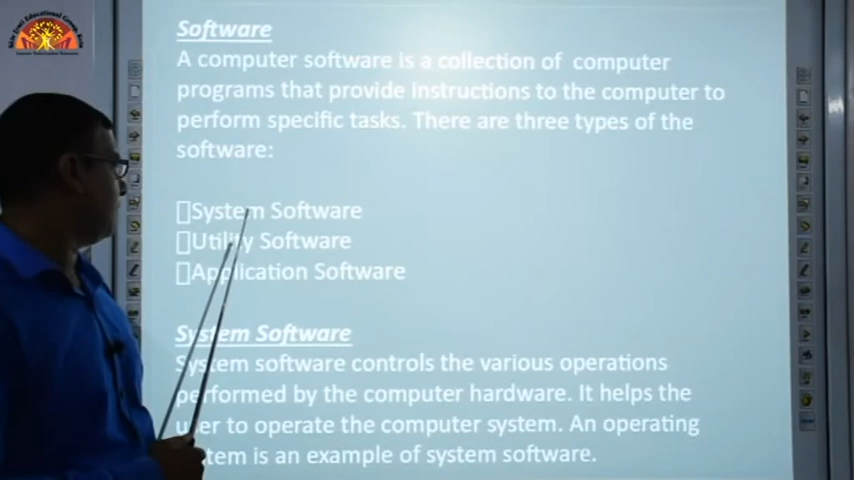 Software
A computer software is a collection of computer
programs that provide instructions to the computer to
perform specific tasks. There are three types of the
software:
System Software
Utility Software
Application Software
System Software
System software controls the various operations
performed by the computer hardware. It helps the
user to operate the computer system. An operating
system is an example of system software.